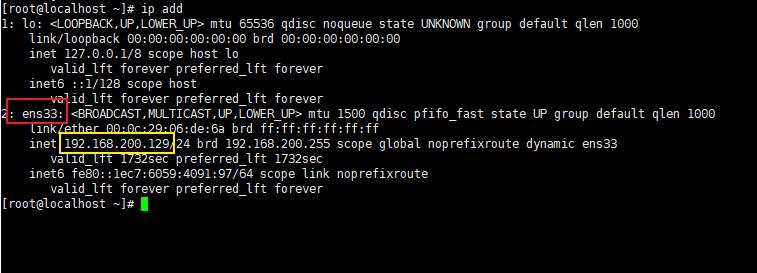 [root@localhost ~]# ip add
1: lo: <LOOPBACK,UP,LOWER_UP> mtu 65536 qdisc noqueue state UNKNOWN group default qlen 1000
    link/loopback 00:00:00:00:00:00 brd 00:00:00:00:00:00
    inet 127.0.0.1/8 scope host lo
       valid_lft forever preferred_lft forever
    inet6 ::1/128 scope host
       valid_lft forever preferred_lft forever
2: ens33: <BROADCAST,MULTICAST,UP,LOWER_UP> mtu 1500 qdisc pfifo_fast state UP group default qlen 1000
    link/ether 00:0c:29:06:de:6a brd ff:ff:ff:ff:ff:ff
    inet 192.168.200.129/24 brd 192.168.200.255 scope global noprefixroute dynamic ens33
       valid_lft 1732sec preferred_lft 1732sec
    inet6 fe80::1ec7:6059:4091:97/64 scope link noprefixroute
       valid_lft forever preferred_lft forever
[root@localhost ~]#